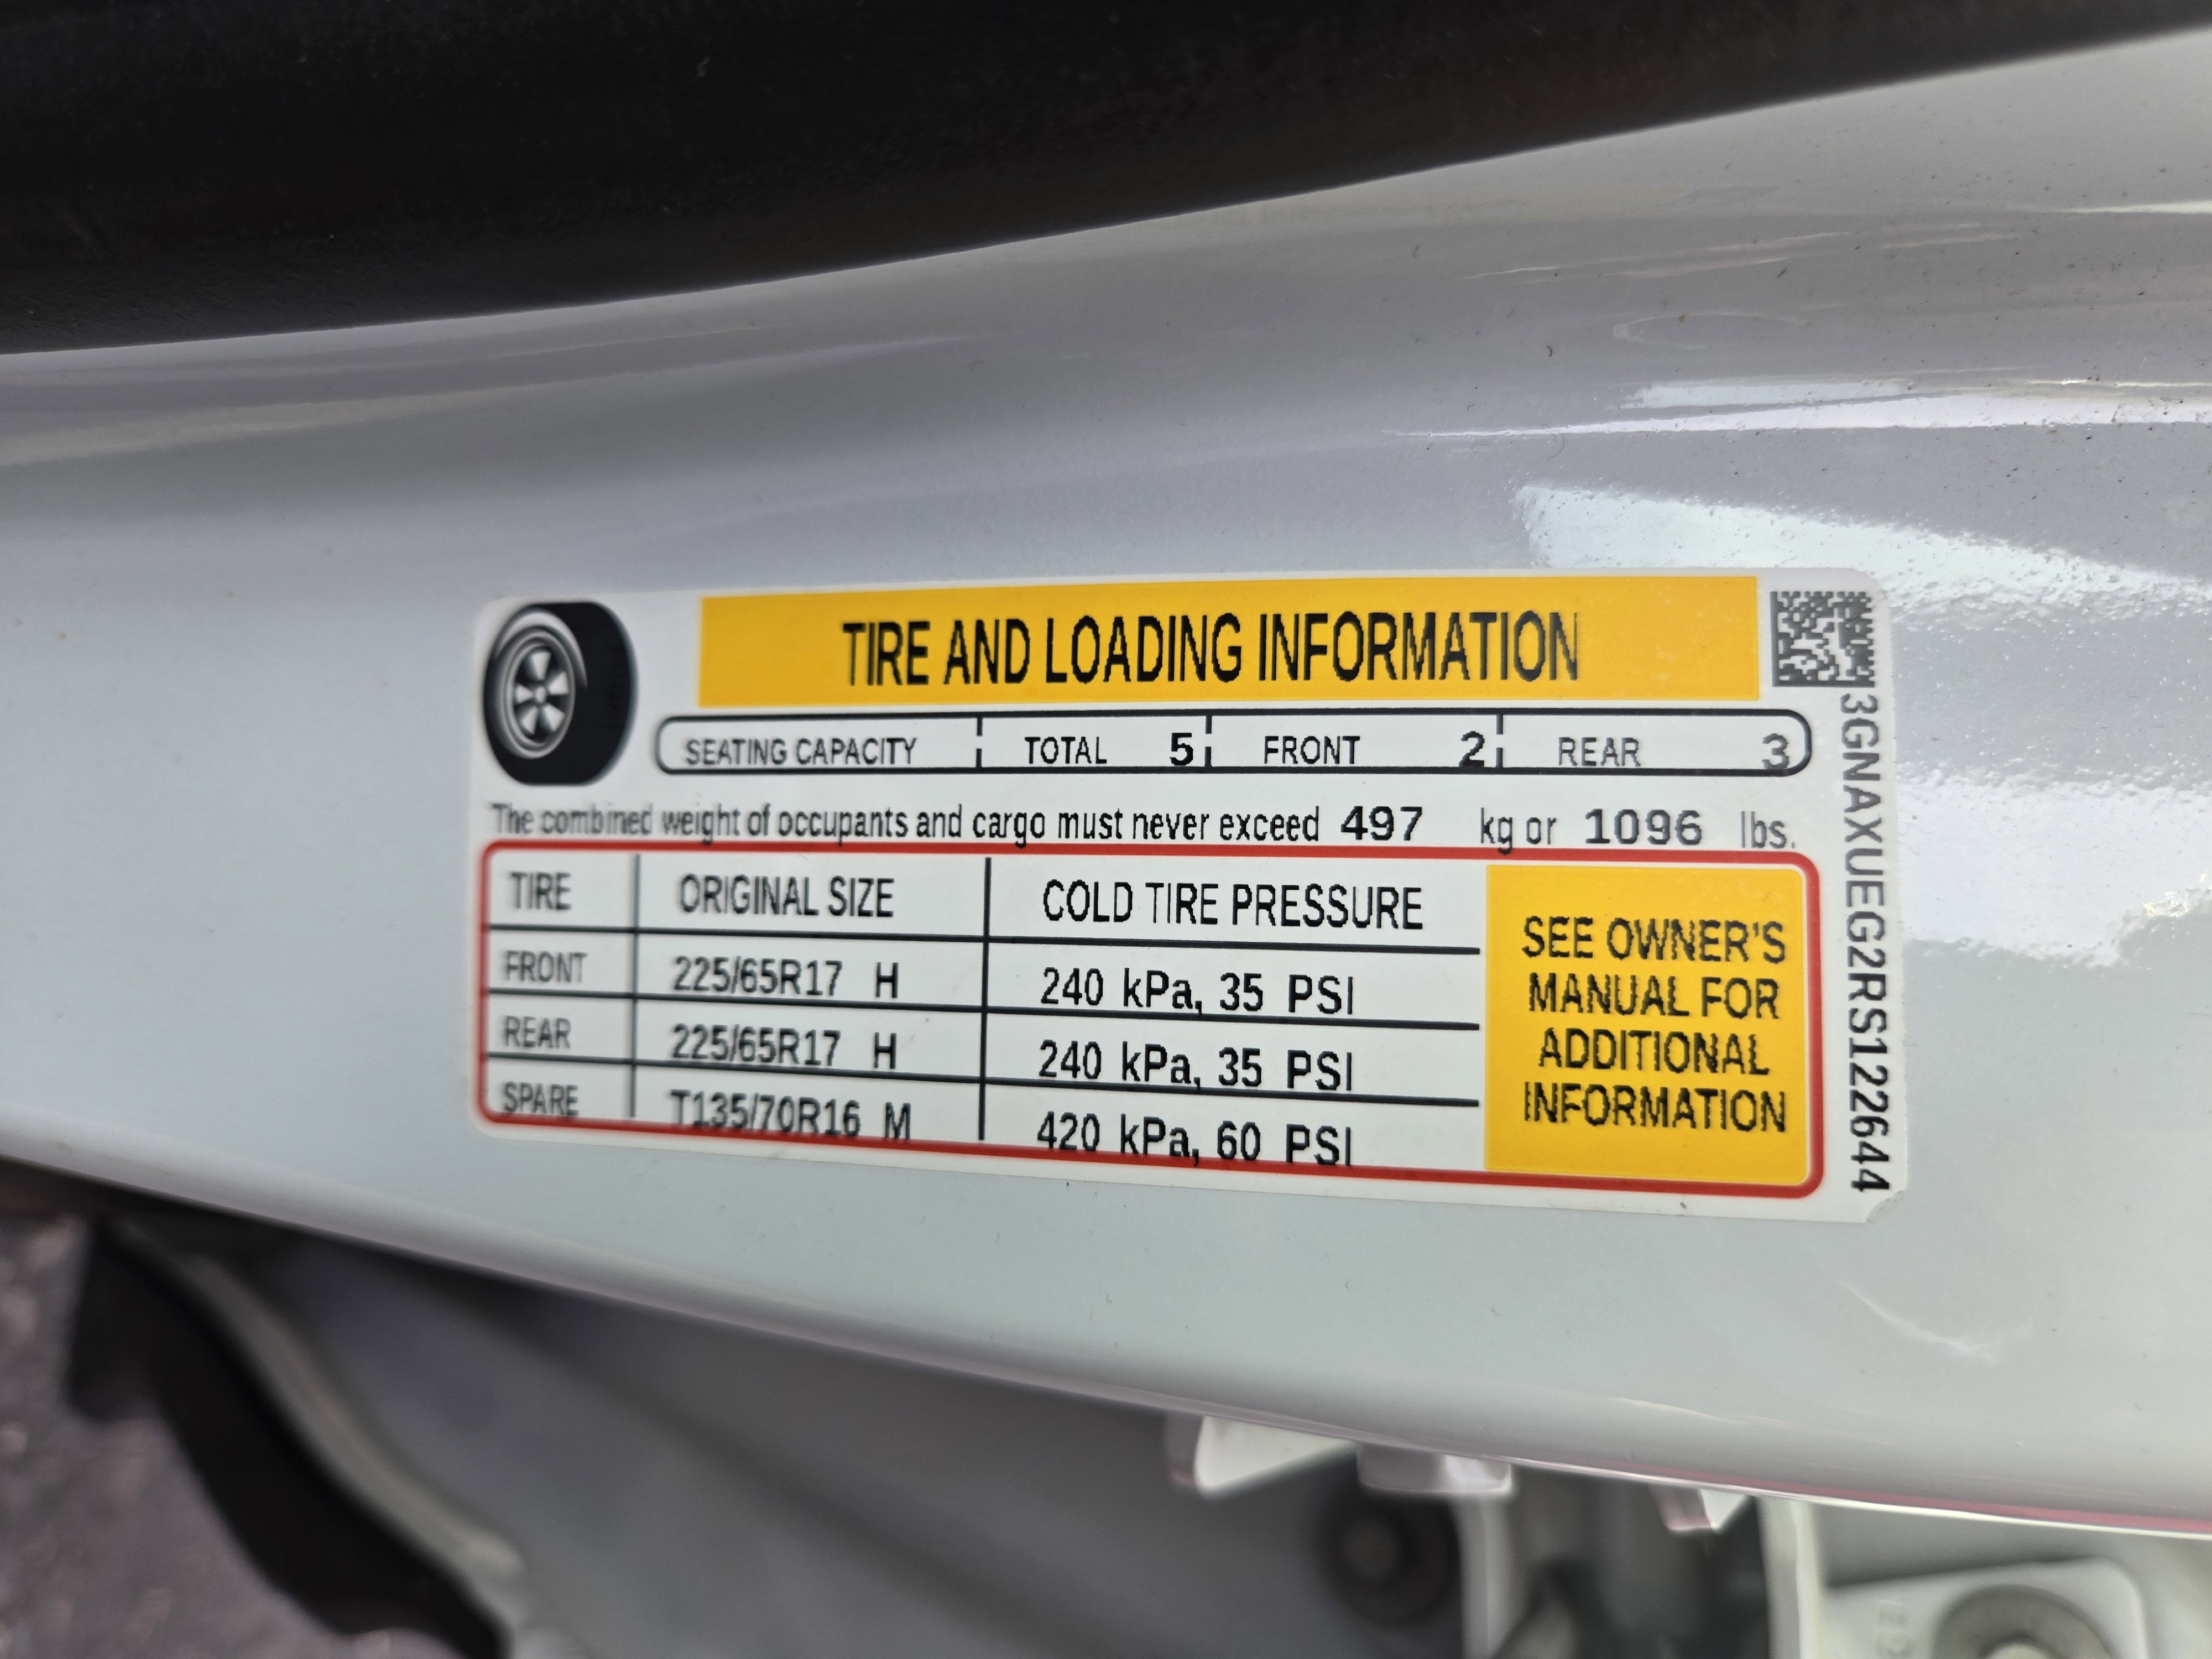 TIRE AND LOADING INFORMATION
SEATING CAPACITY TOTAL 5 FRONT 2 REAR 3
The combined weight of occupants and cargo must never exceed 497 kg or 1096 lbs.
TIRE ORIGINAL SIZE COLD TIRE PRESSURE
FRONT 225/65R17 H 240 kPa, 35 PSI
REAR 225/65R17 H 240 kPa, 35 PSI
SPARE T135/70R16 M 420 kPa, 60 PSI
SEE OWNER'S
MANUAL FOR
ADDITIONAL
INFORMATION
3GNAXUEG2RS122644